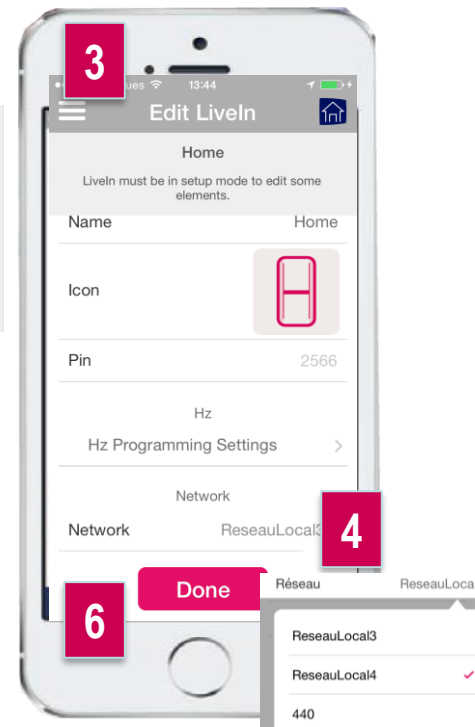 3
13:44
Edit LiveIn
Home
LiveIn must be in setup mode to edit some
elements.
Name Home
Icon
Pin 2566
Hz
Hz Programming Settings
Network
Network
4
Done
6
Réseau
ReseauLocal3
ReseauLocal4
440